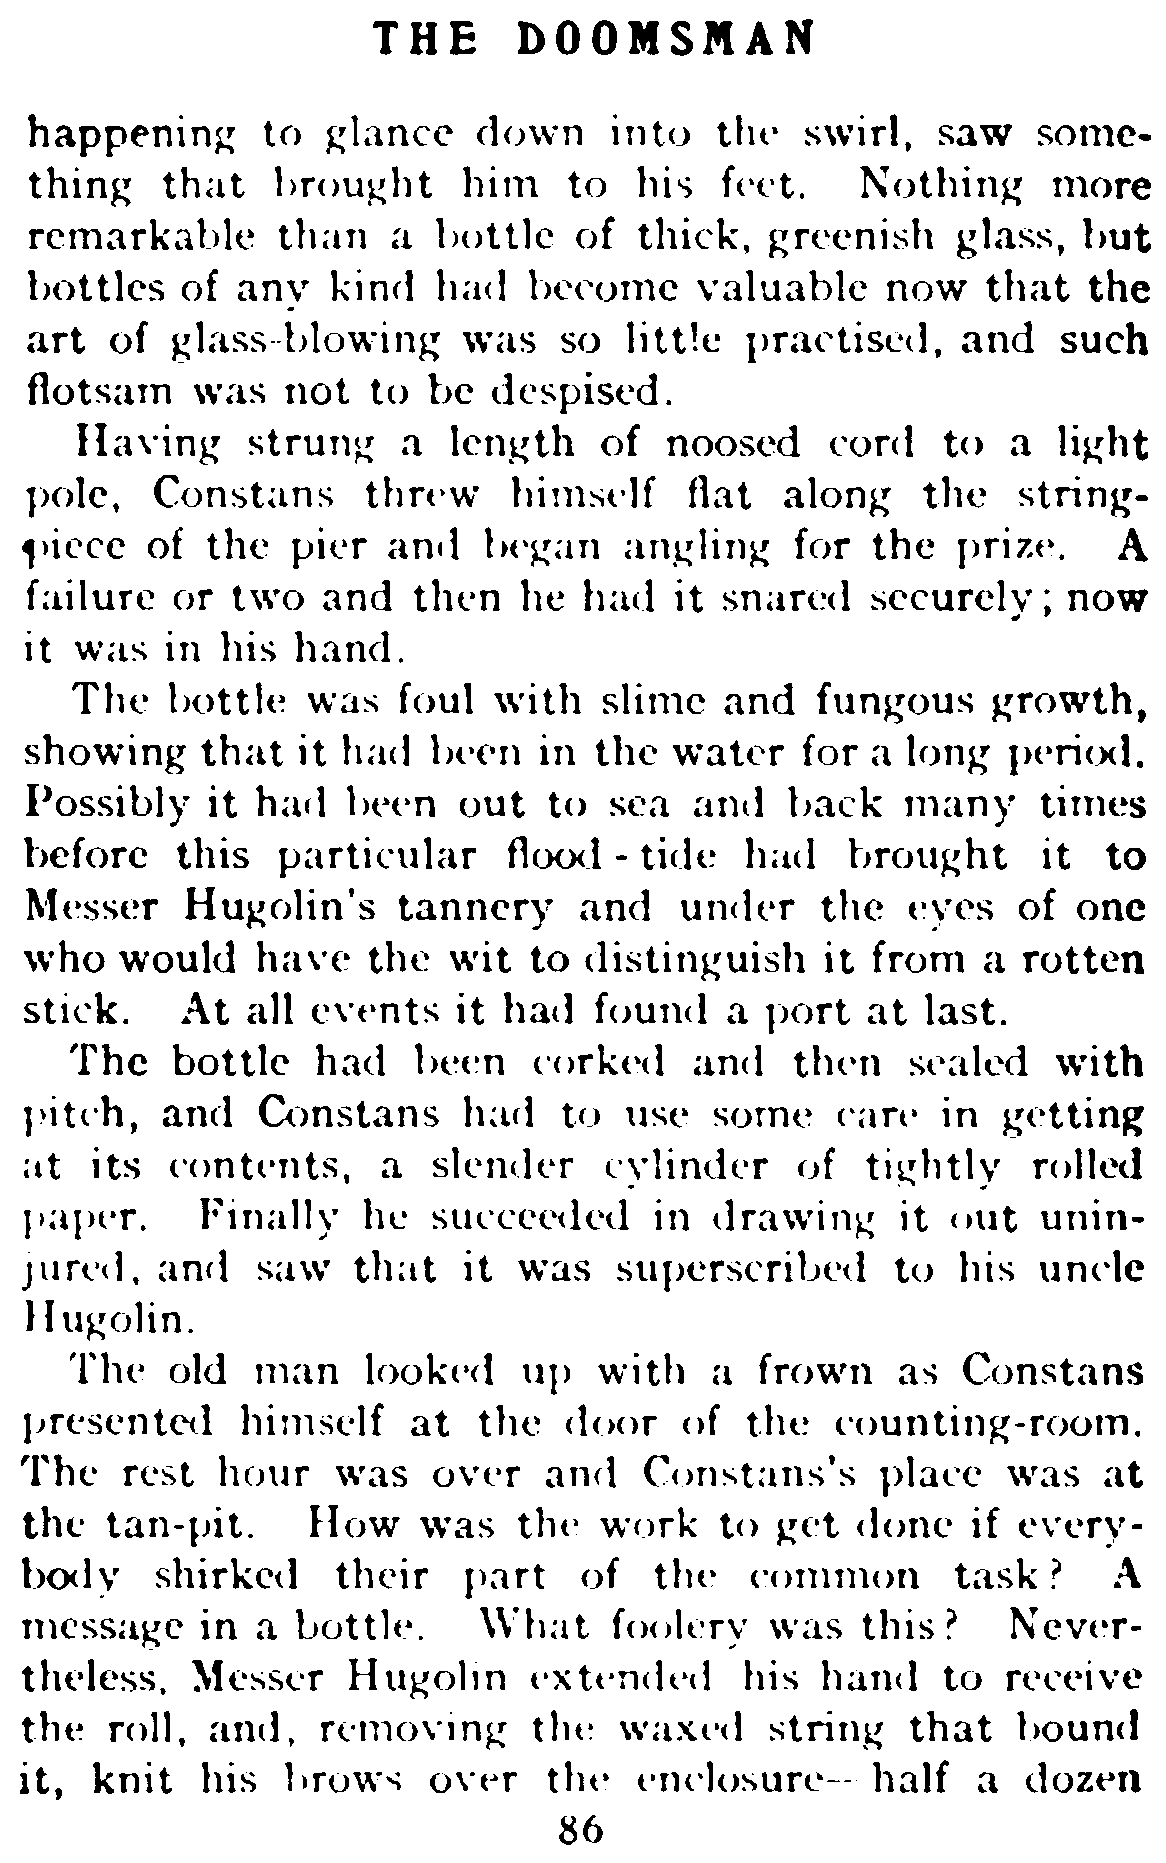 THE DOOMSMAN
happening to glance down into the swirl, saw some-
thing that brought him to his feet. Nothing more
remarkable than a bottle of thick, greenish glass, but
bottles of any kind had become valuable now that the
art of glass-blowing was so little practised, and such
flotsam was not to be despised.
Having strung a length of noosed cord to a light
pole, Constans threw himself flat along the string-
piece of the pier and began angling for the prize. A
failure or two and then he had it snared securely; now
it was in his hand.
The bottle was foul with slime and fungous growth,
showing that it had been in the water for a long period.
Possibly it had been out to sea and back many times
before this particular flood-tide had brought it to
Messer Hugolin's tannery and under the eyes of one
who would have the wit to distinguish it from a rotten
stick. At all events it had found a port at last.
The bottle had been corked and then sealed with
pitch, and Constans had to use some care in getting
at its contents, a slender cylinder of tightly rolled
paper. Finally he succeeded in drawing it out unin-
jured, and saw that it was superscribed to his uncle
Hugolin.
The old man looked up with a frown as Constans
presented himself at the door of the counting-room.
The rest hour was over and Constans's place was at
the tan-pit. How was the work to get done if every-
body shirked their part of the common task? A
message in a bottle. What foolery was this? Never-
theless, Messer Hugolin extended his hand to receive
the roll, and, removing the waxed string that bound
it, knit his brows over the enclosure—half a dozen
86